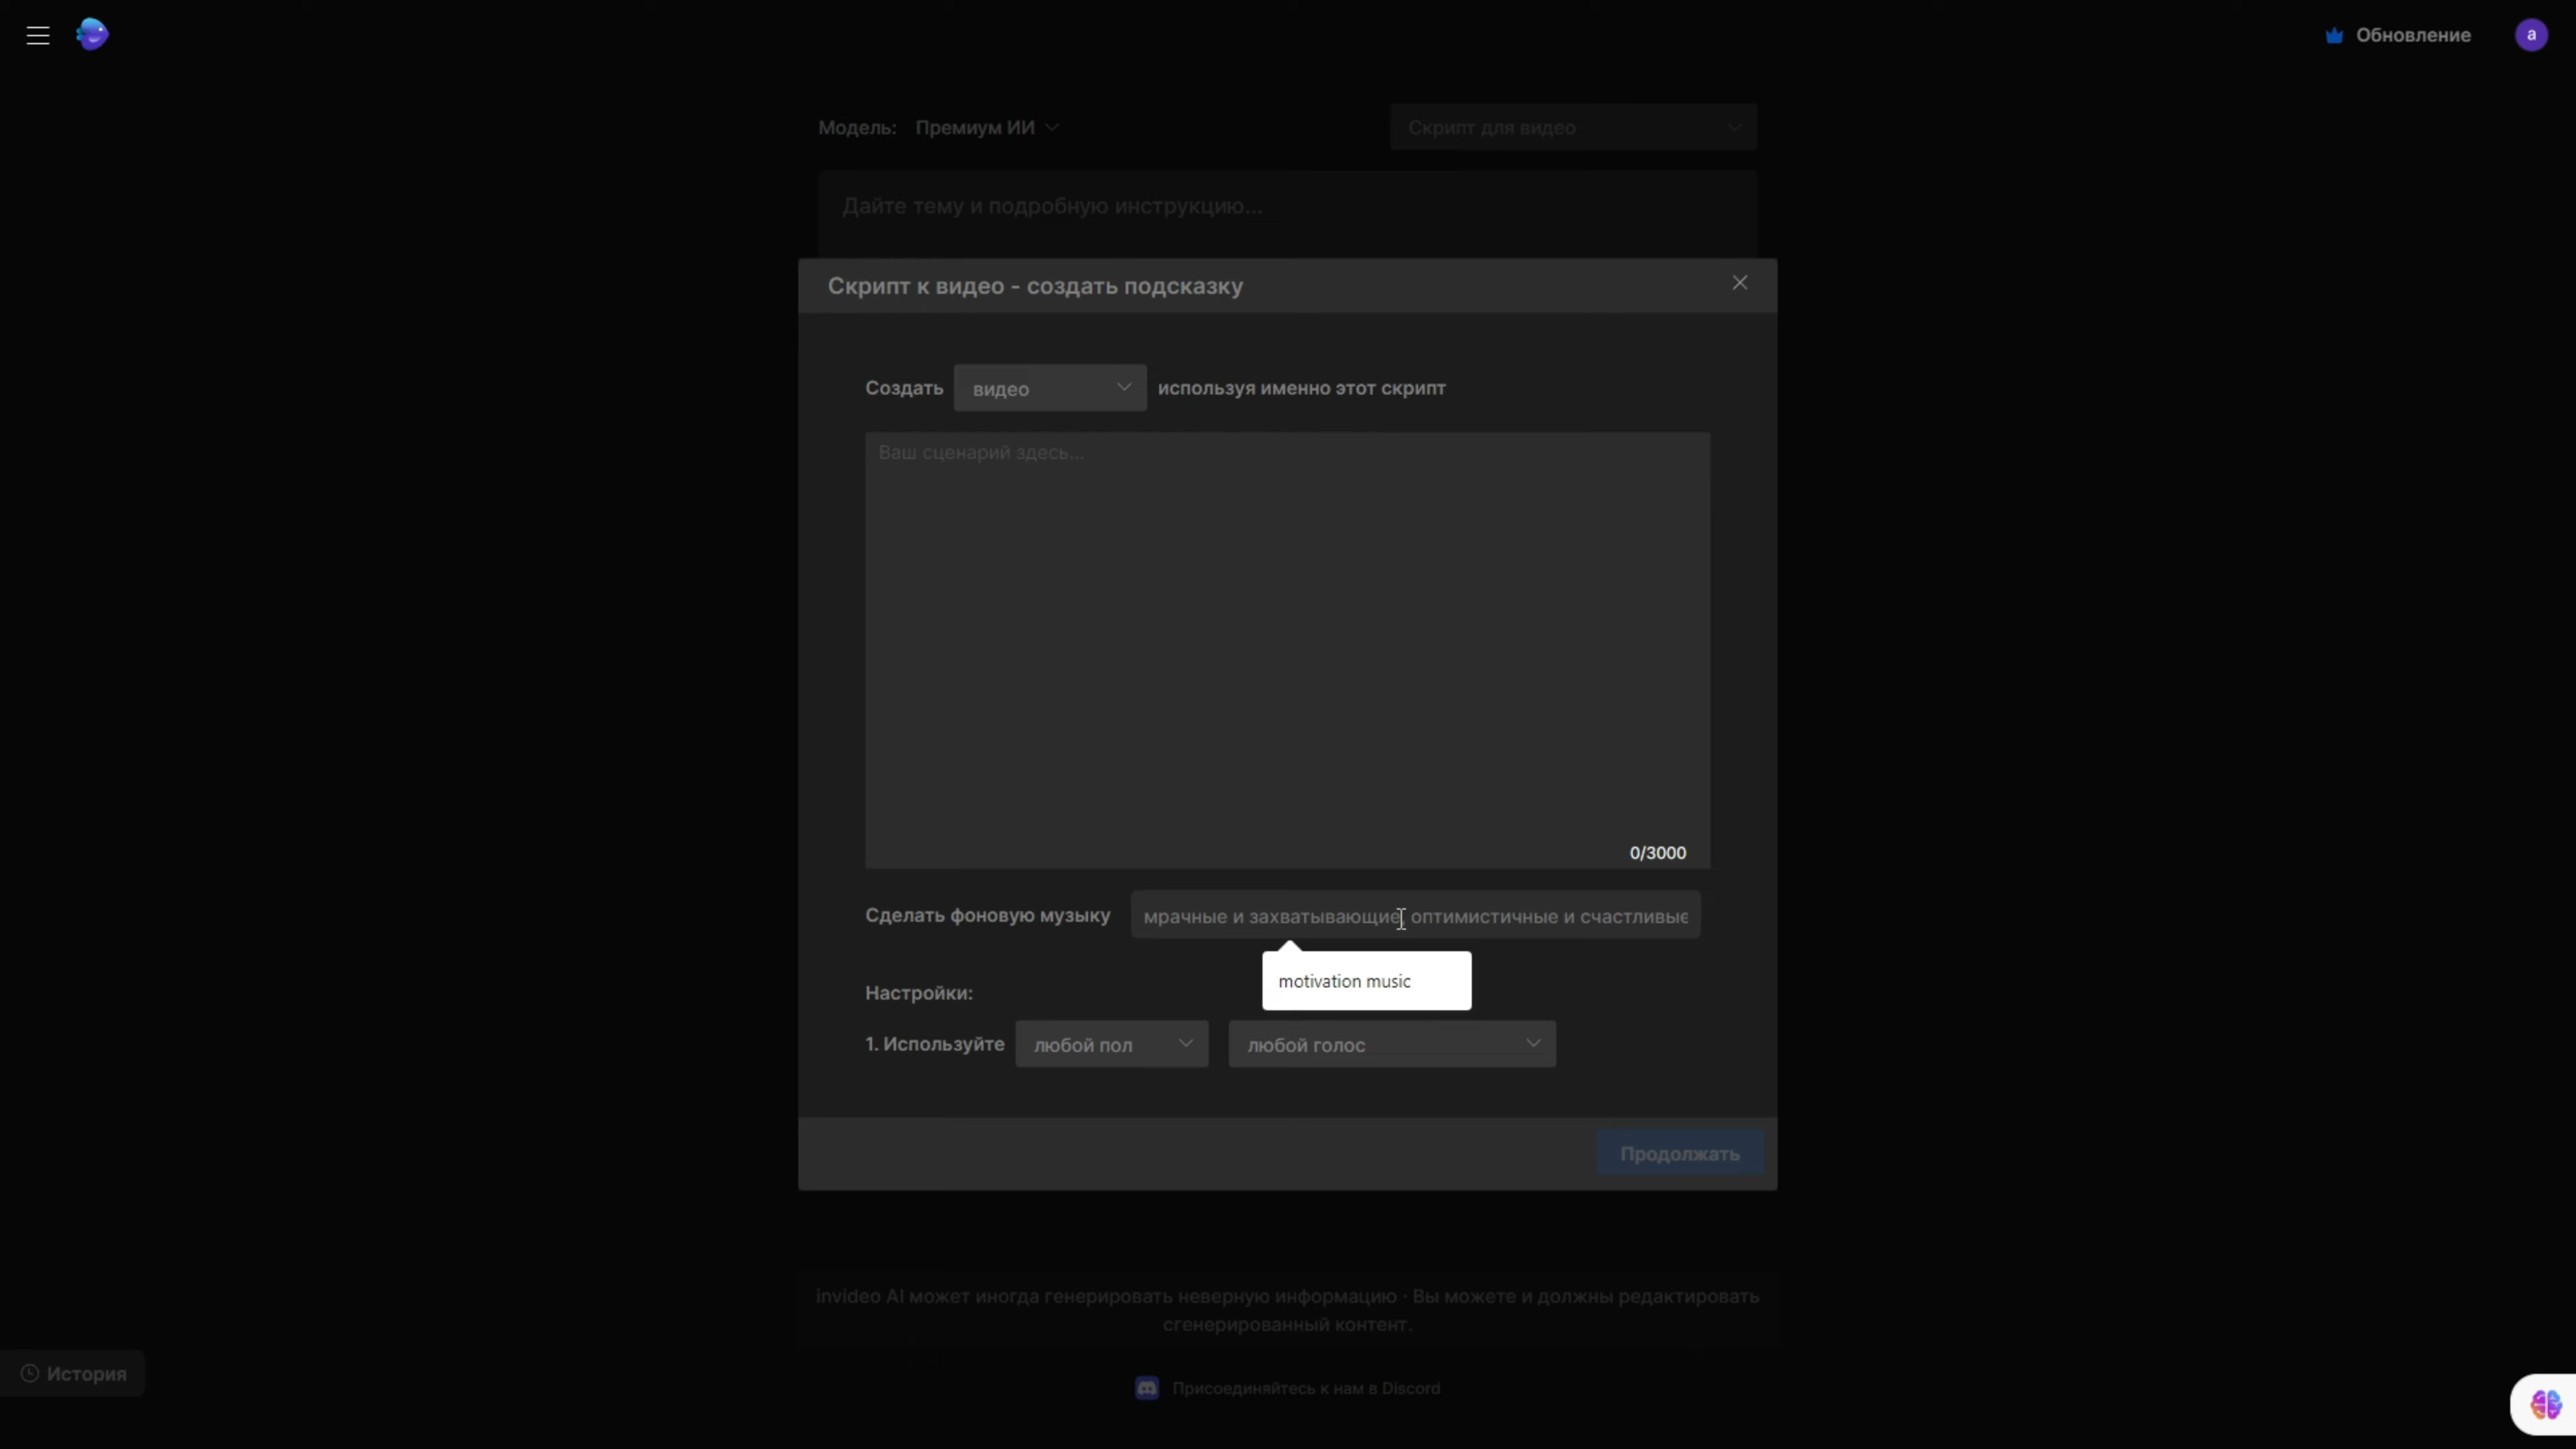 Обновление
a
Модель: Премиум ИИ
Скрипт для видео
Дайте тему и подробную инструкцию...
Скрипт к видео - создать подсказку
Создать видео используя именно этот скрипт
Ваш сценарий здесь...
0/3000
Сделать фоновую музыку мрачные и захватывающие, оптимистичные и счастливые
motivation music
Настройки:
1. Используйте любой пол любой голос
Продолжать
invideo AI может иногда генерировать неверную информацию · Вы можете и должны редактировать
сгенерированный контент.
История
Присоединяйтесь к нам в Discord